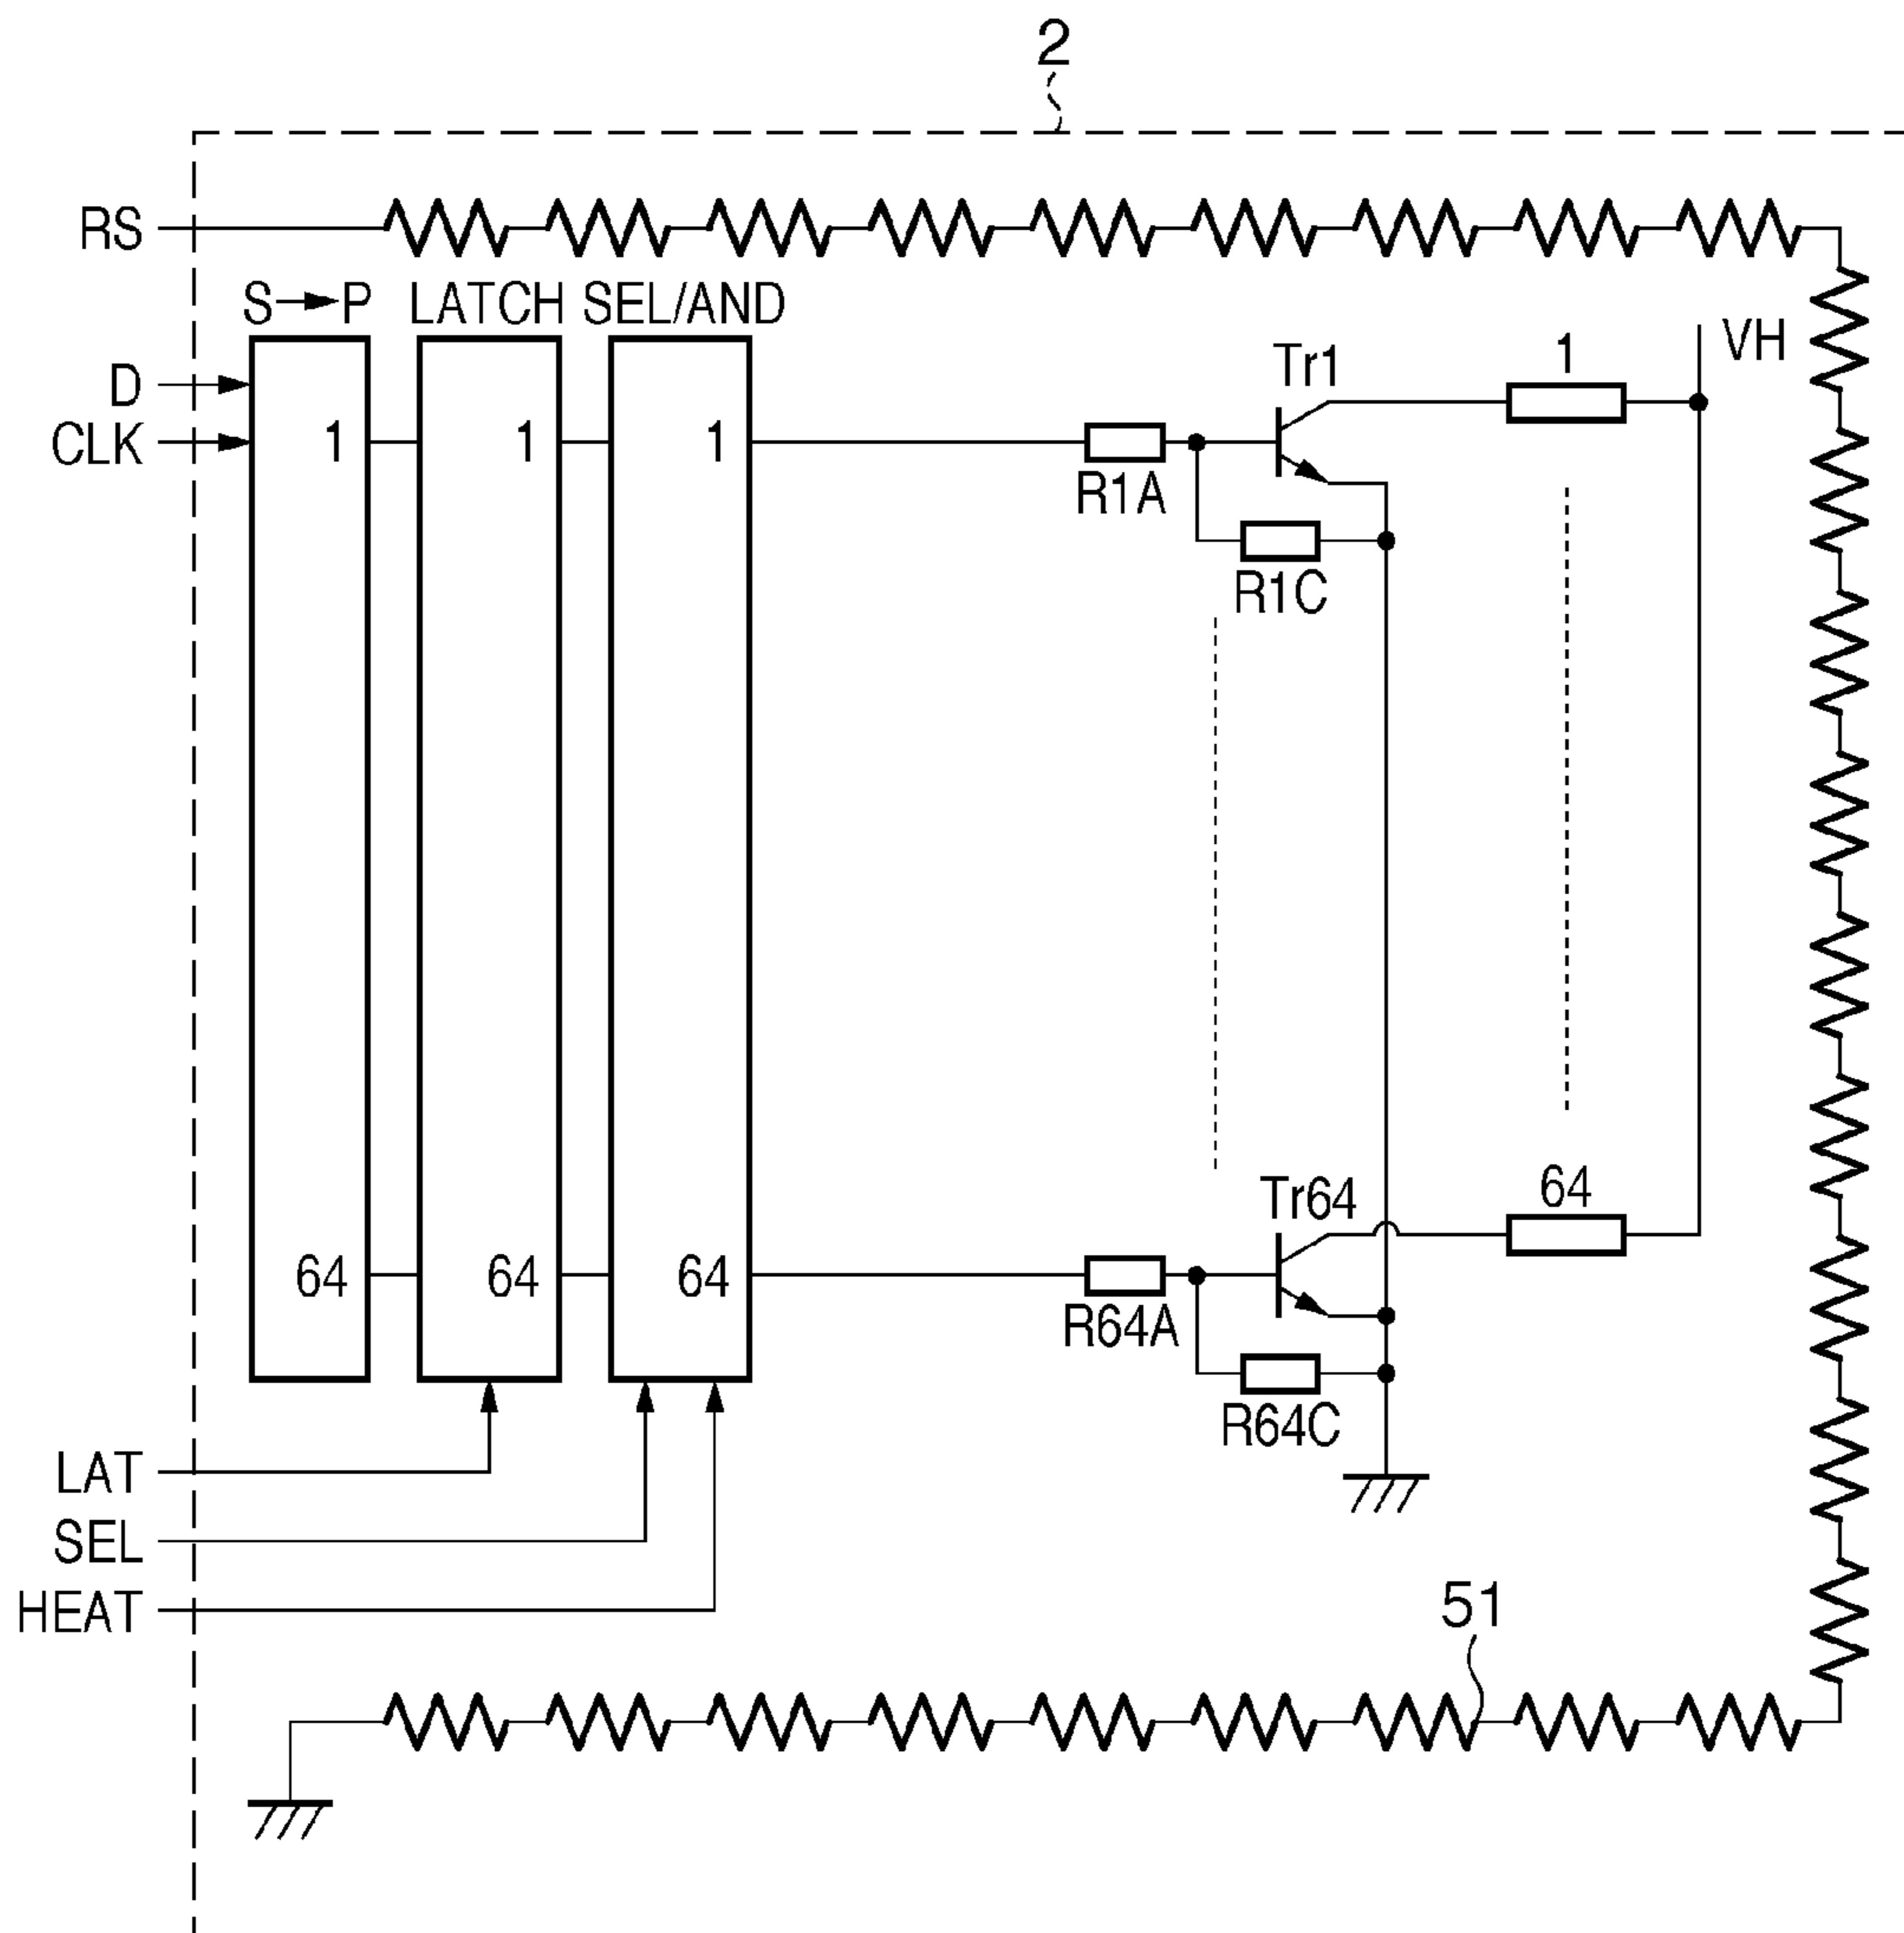 2
RS
S P LATCH SEL/AND
D
CLK
1 1 1
Tr1
1
VH
R1A
R1C
Tr64
64
64 64 64
R64A
R64C
LAT
SEL
HEAT
51